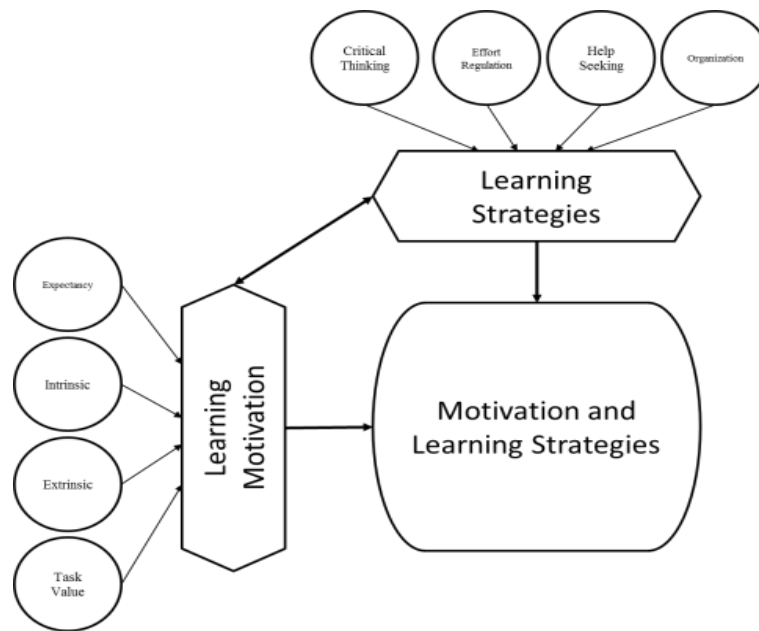 Critical
Thinking
Effort
Regulation
Help
Seeking
Organization
Learning
Strategies
Expectancy
Intrinsic
Extrinsic
Task
Value
Learning
Motivation
Motivation and
Learning Strategies